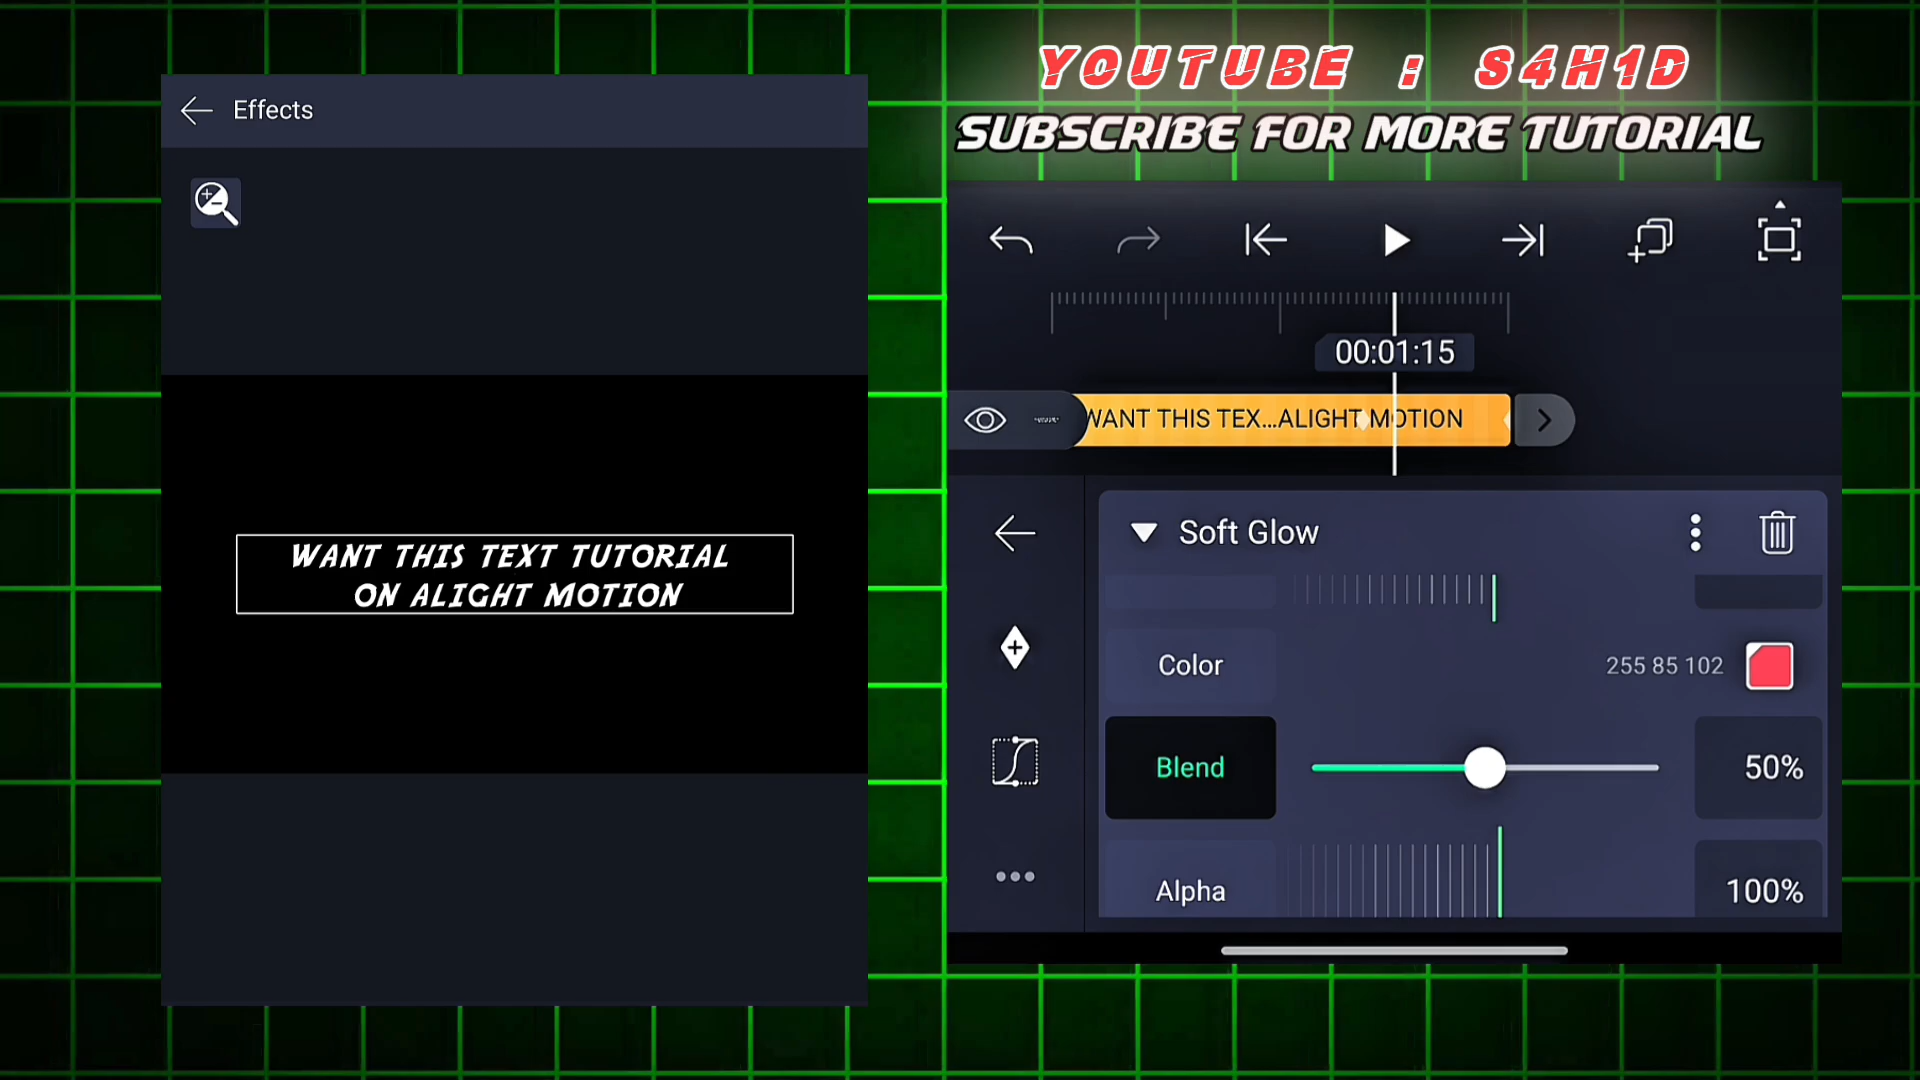 YOUTUBE : S4H1D
SUBSCRIBE FOR MORE TUTORIAL
Effects
WANT THIS TEXT TUTORIAL
ON ALIGHT MOTION
00:01:15
WANT THIS TEX...ALIGHT MOTION
Soft Glow
Color
255 85 102
Blend
50%
Alpha
100%